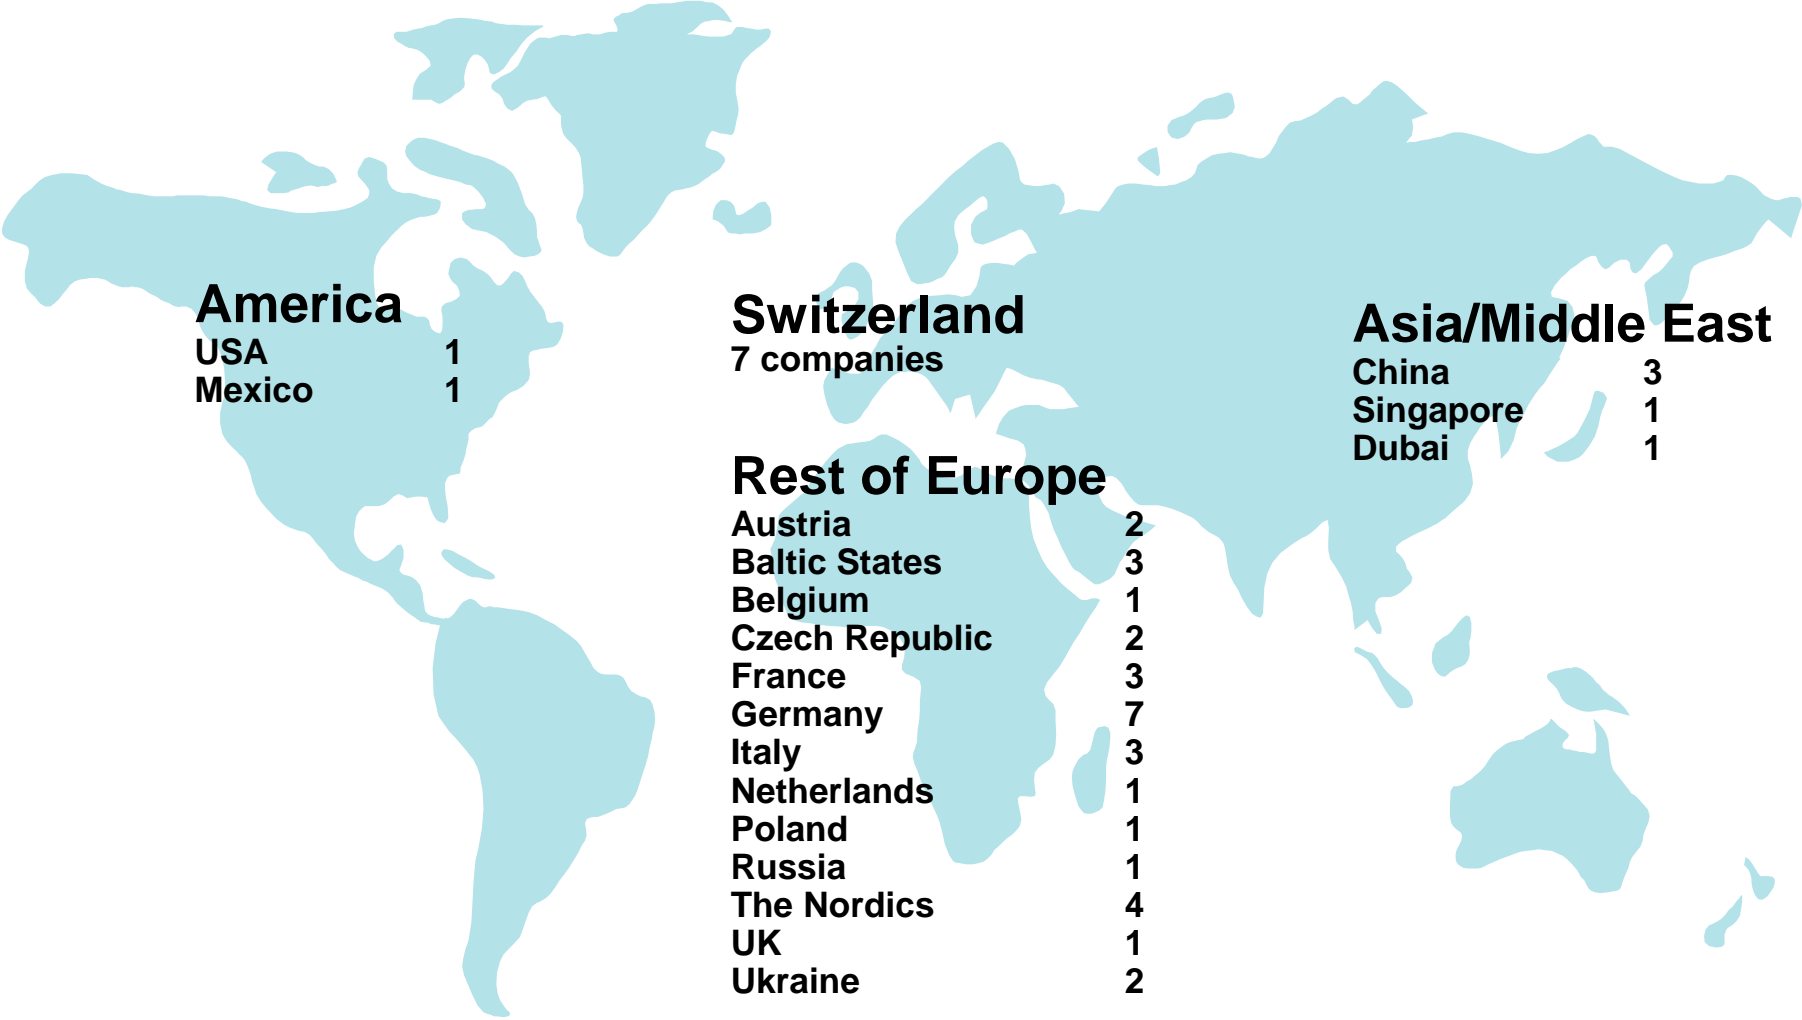 America
USA 1
Mexico 1
Switzerland
7 companies
Rest of Europe
Austria 2
Baltic States 3
Belgium 1
Czech Republic 2
France 3
Germany 7
Italy 3
Netherlands 1
Poland 1
Russia 1
The Nordics 4
UK 1
Ukraine 2
Asia/Middle East
China 3
Singapore 1
Dubai 1